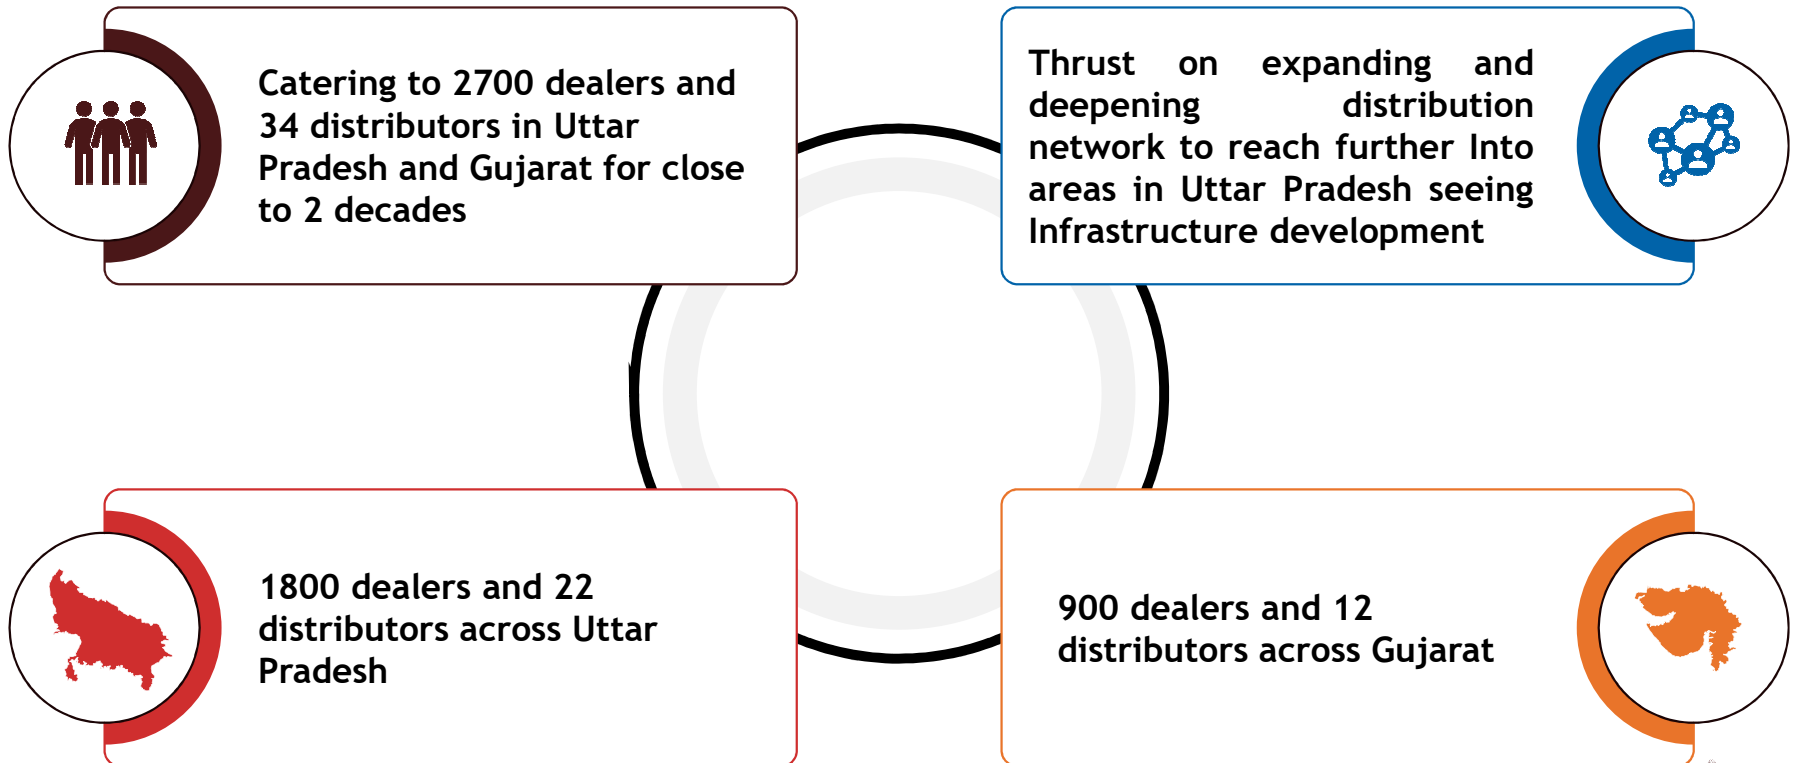 Catering to 2700 dealers and
34 distributors in Uttar
Pradesh and Gujarat for close
to 2 decades
Thrust on expanding and
deepening distribution
network to reach further Into
areas in Uttar Pradesh seeing
Infrastructure development
1800 dealers and 22
distributors across Uttar
Pradesh
900 dealers and 12
distributors across Gujarat